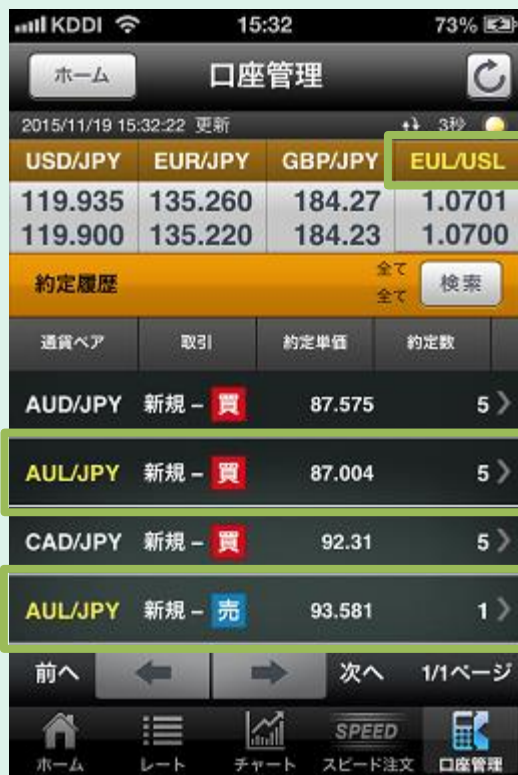 KDDI 15:32 73%
ホーム 口座管理
2015/11/19 15:32:22 更新 3秒
USD/JPY EUR/JPY GBP/JPY EUL/USL
119.935 135.260 184.27 1.0701
119.900 135.220 184.23 1.0700
約定履歴 全て 全て 検索
通貨ペア 取引 約定単価 約定数
AUD/JPY 新規 – 買 87.575 5
AUL/JPY 新規 – 買 87.004 5
CAD/JPY 新規 – 買 92.31 5
AUL/JPY 新規 – 売 93.581 1
前へ 次へ 1/1ページ
SPEED
ホーム レート チャート スピード注文 口座管理